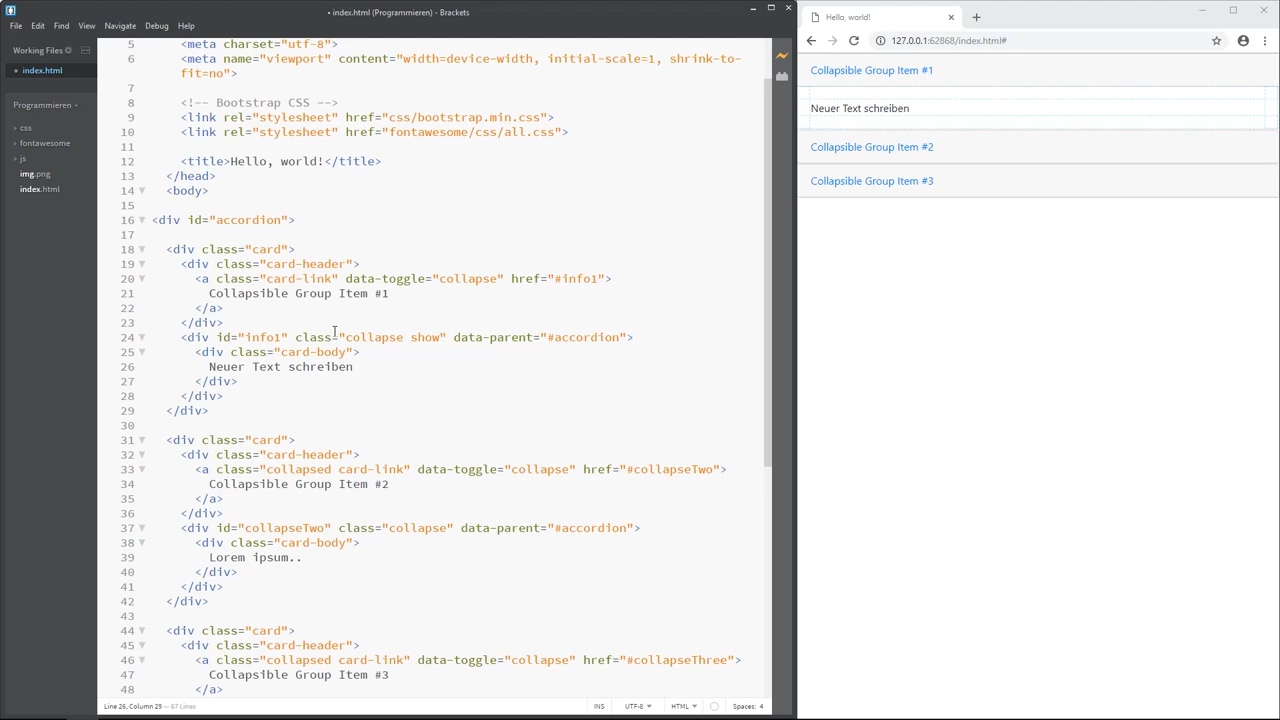 • index.html (Programmieren) - Brackets
File Edit Find View Navigate Debug Help
Working Files
• index.html
Programmieren
css
fontawesome
js
img.png
index.html
5 <meta charset="utf-8">
6 <meta name="viewport" content="width=device-width, initial-scale=1, shrink-to-
fit=no">
7
8 <!-- Bootstrap CSS -->
9 <link rel="stylesheet" href="css/bootstrap.min.css">
10 <link rel="stylesheet" href="fontawesome/css/all.css">
11
12 <title>Hello, world!</title>
13 </head>
14 <body>
15
16 <div id="accordion">
17
18 <div class="card">
19 <div class="card-header">
20 <a class="card-link" data-toggle="collapse" href="#info1">
21 Collapsible Group Item #1
22 </a>
23 </div>
24 <div id="info1" class="collapse show" data-parent="#accordion">
25 <div class="card-body">
26 Neuer Text schreiben
27 </div>
28 </div>
29 </div>
30
31 <div class="card">
32 <div class="card-header">
33 <a class="collapsed card-link" data-toggle="collapse" href="#collapseTwo">
34 Collapsible Group Item #2
35 </a>
36 </div>
37 <div id="collapseTwo" class="collapse" data-parent="#accordion">
38 <div class="card-body">
39 Lorem ipsum..
40 </div>
41 </div>
42 </div>
43
44 <div class="card">
45 <div class="card-header">
46 <a class="collapsed card-link" data-toggle="collapse" href="#collapseThree">
47 Collapsible Group Item #3
48 </a>
Line 26, Column 29 — 67 Lines
INS UTF-8 HTML Spaces: 4
Hello, world!
127.0.0.1:62868/index.html#
Collapsible Group Item #1
Neuer Text schreiben
Collapsible Group Item #2
Collapsible Group Item #3